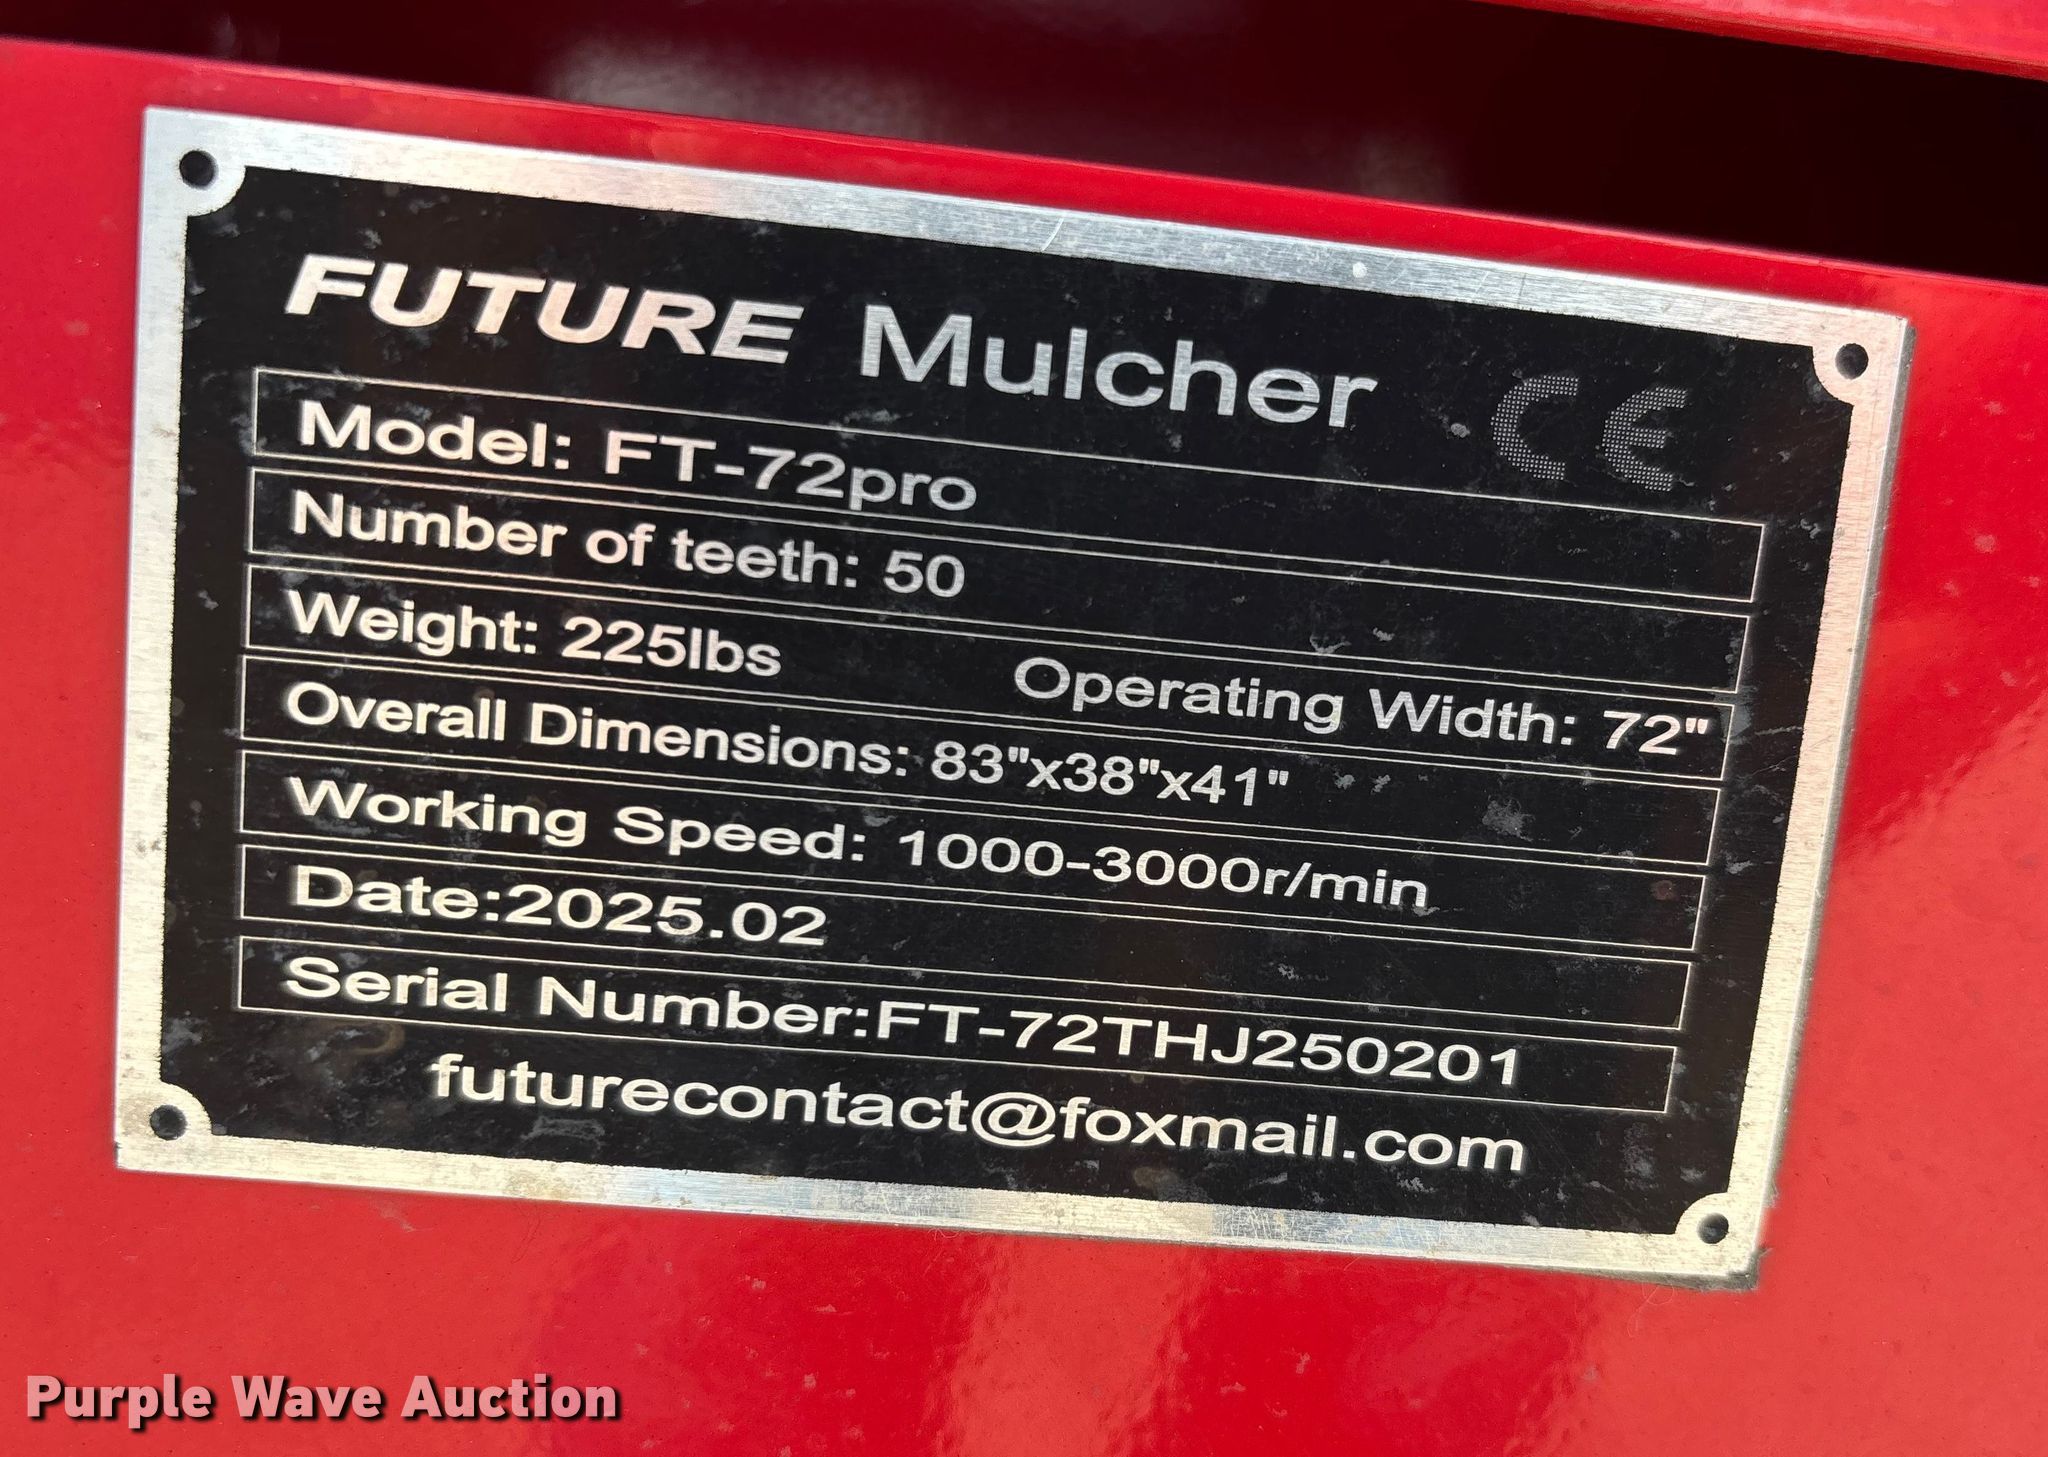 FUTURE Mulcher CE
Model: FT-72pro
Number of teeth: 50
Weight: 225lbs Operating Width: 72"
Overall Dimensions: 83"x38"x41"
Working Speed: 1000-3000r/min
Date:2025.02
Serial Number:FT-72THJ250201
futurecontact@foxmail.com
Purple Wave Auction